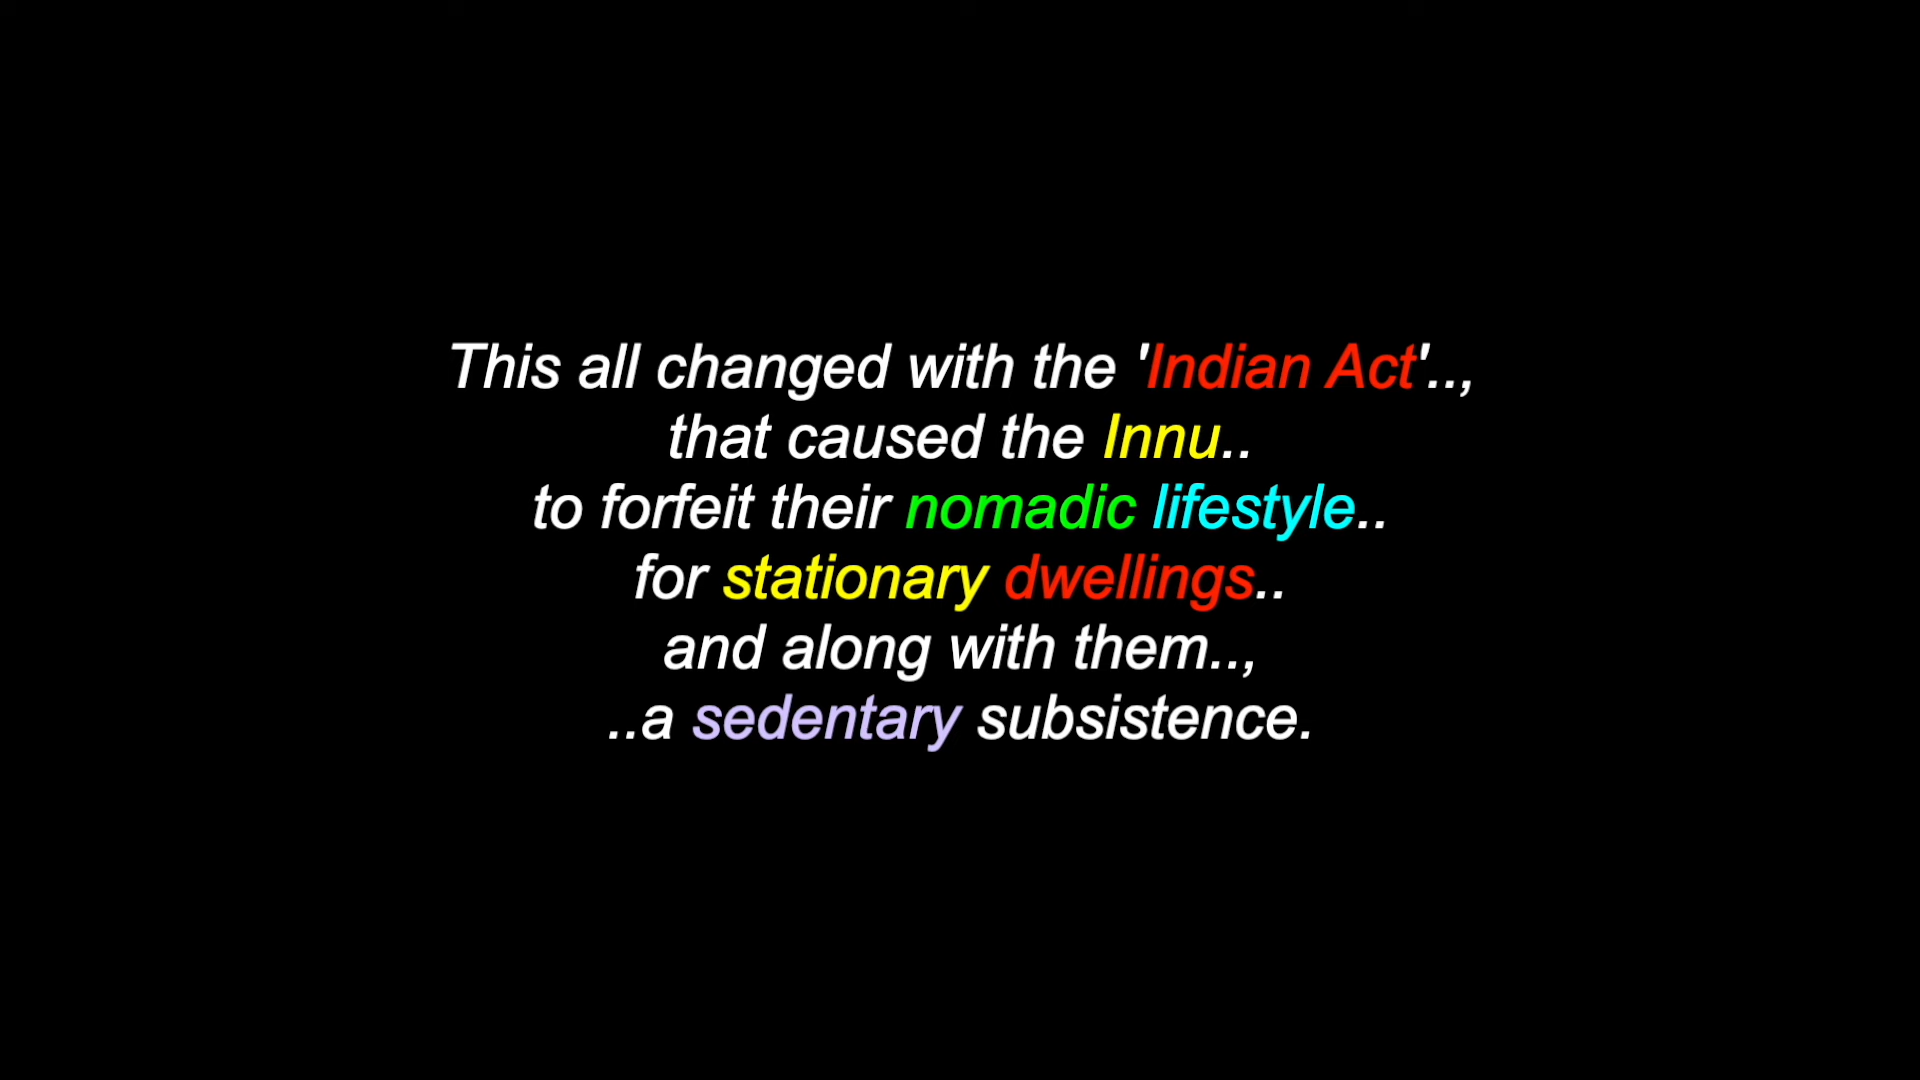 This all changed with the 'Indian Act'..,
that caused the Innu..
to forfeit their nomadic lifestyle..
for stationary dwellings..
and along with them..,
..a sedentary subsistence.